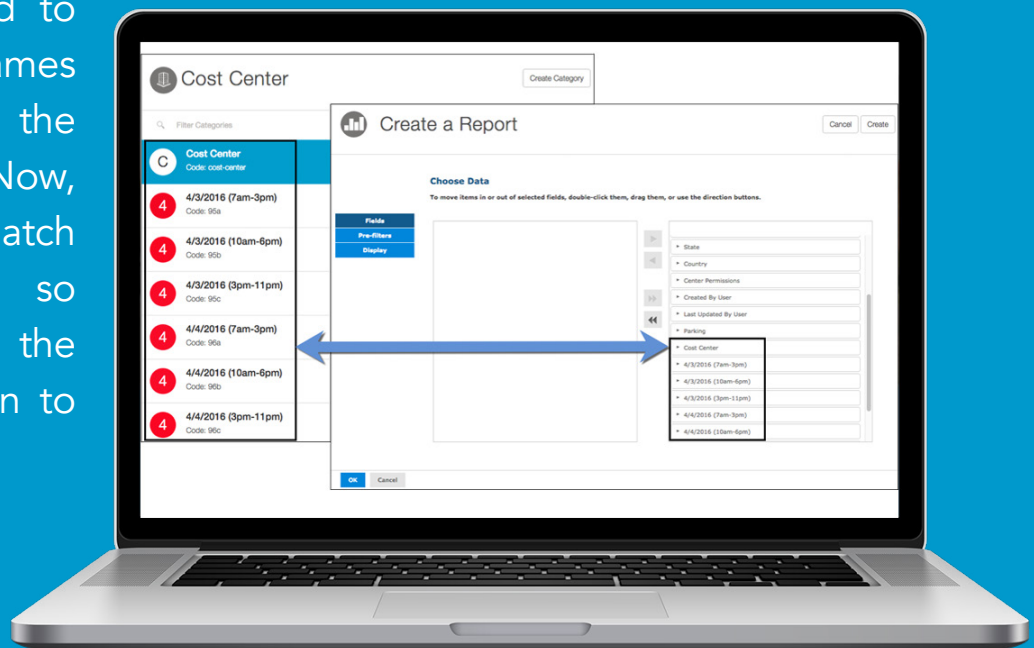 d to
ames
the
Now,
atch
so
the
n to
Cost Center
Create Category
Filter Categories
C
Cost Center
Code: cost-center
4
4/3/2016 (7am-3pm)
Code: 95a
4
4/3/2016 (10am-6pm)
Code: 95b
4
4/3/2016 (3pm-11pm)
Code: 95c
4
4/4/2016 (7am-3pm)
Code: 96a
4
4/4/2016 (10am-6pm)
Code: 96b
4
4/4/2016 (3pm-11pm)
Code: 96c
Create a Report
Cancel
Create
Choose Data
To move items in or out of selected fields, double-click them, drag them, or use the direction buttons.
Fields
Pre-filters
Display
State
Country
Center Permissions
Created By User
Last Updated By User
Parking
Cost Center
4/3/2016 (7am-3pm)
4/3/2016 (10am-6pm)
4/3/2016 (3pm-11pm)
4/4/2016 (7am-3pm)
4/4/2016 (10am-6pm)
OK
Cancel